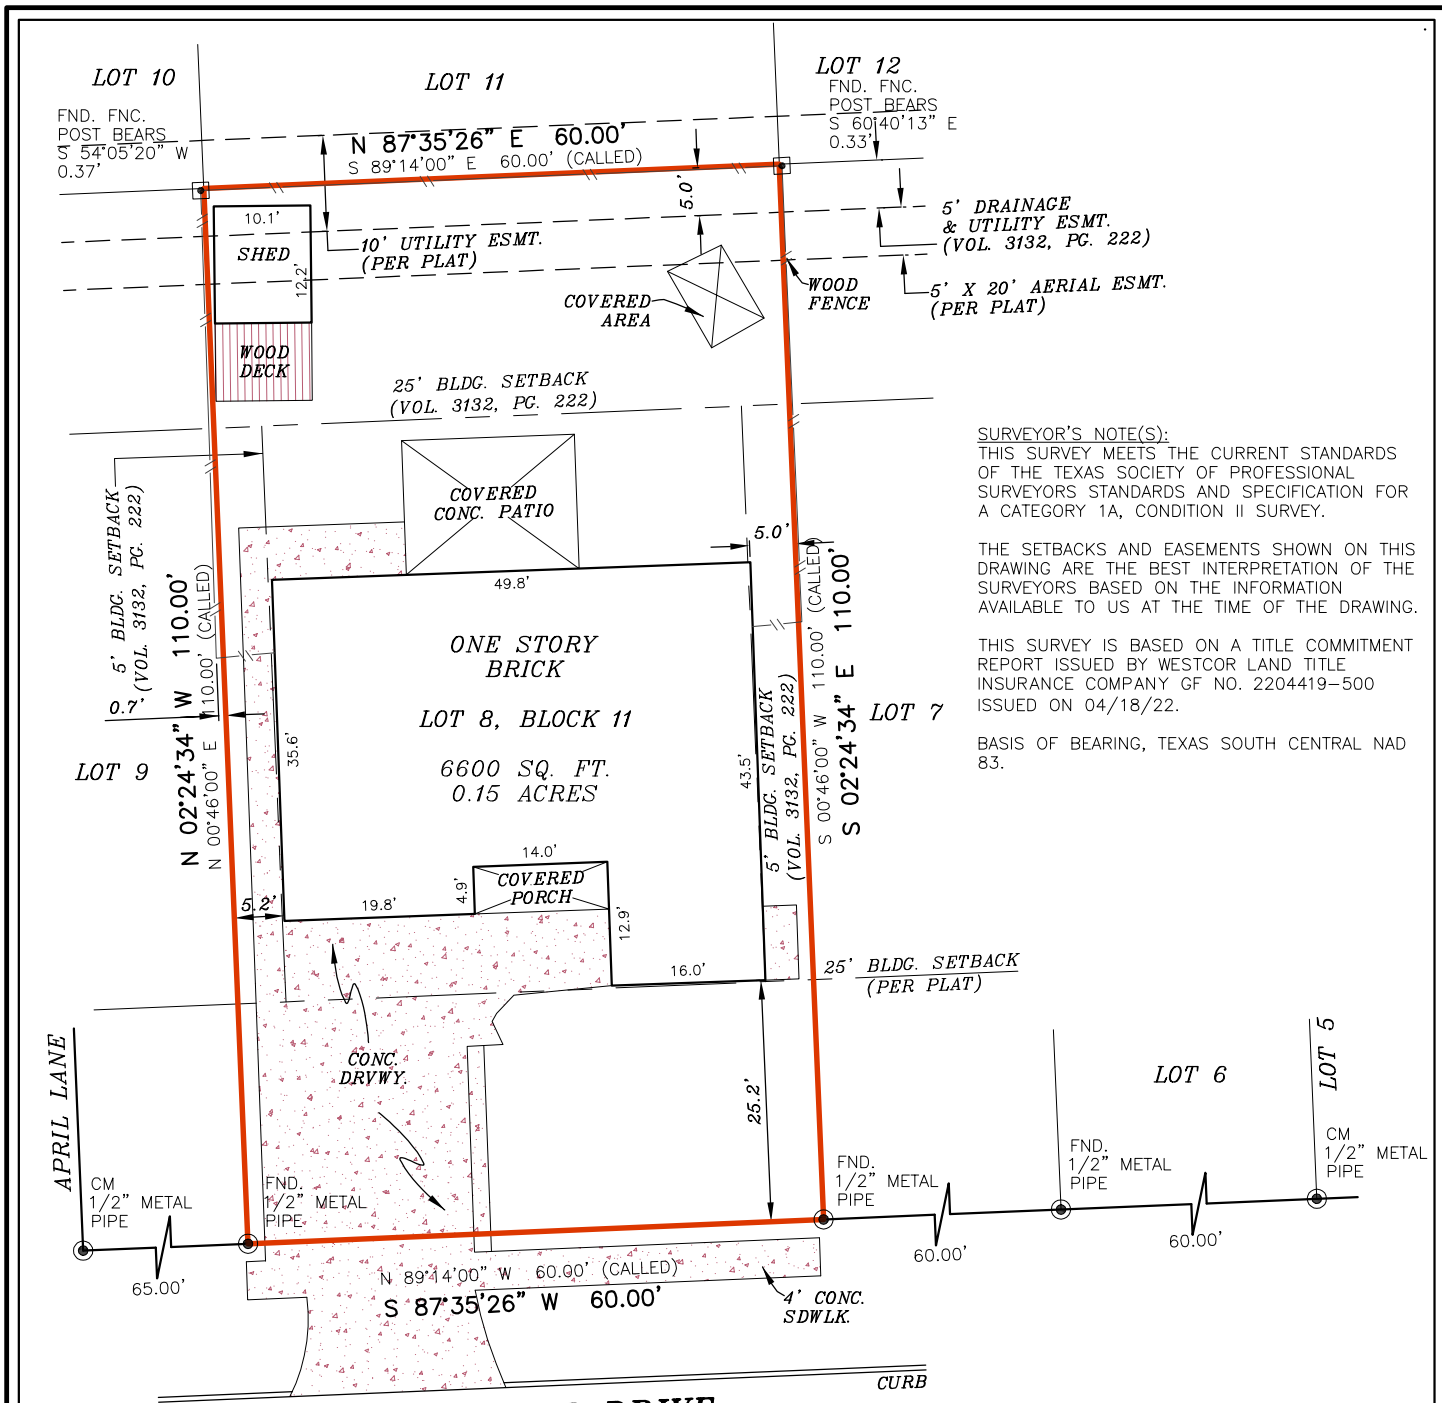 LOT 10
LOT 11
LOT 12
FND. FNC.
POST BEARS
S 54°05'20" W
0.37'
FND. FNC.
POST BEARS
S 60°40'13" E
0.33'
N 87°35'26" E 60.00'
S 89°14'00" E 60.00' (CALLED)
5.0'
5' DRAINAGE
& UTILITY ESMT.
(VOL. 3132, PG. 222)
10.1'
SHED
12.2'
10' UTILITY ESMT.
(PER PLAT)
WOOD
FENCE
5' X 20' AERIAL ESMT.
(PER PLAT)
COVERED
AREA
WOOD
DECK
25' BLDG. SETBACK
(VOL. 3132, PG. 222)
SURVEYOR'S NOTE(S):
THIS SURVEY MEETS THE CURRENT STANDARDS
OF THE TEXAS SOCIETY OF PROFESSIONAL
SURVEYORS STANDARDS AND SPECIFICATION FOR
A CATEGORY 1A, CONDITION II SURVEY.
THE SETBACKS AND EASEMENTS SHOWN ON THIS
DRAWING ARE THE BEST INTERPRETATION OF THE
SURVEYORS BASED ON THE INFORMATION
AVAILABLE TO US AT THE TIME OF THE DRAWING.
THIS SURVEY IS BASED ON A TITLE COMMITMENT
REPORT ISSUED BY WESTCOR LAND TITLE
INSURANCE COMPANY GF NO. 2204419-500
ISSUED ON 04/18/22.
BASIS OF BEARING, TEXAS SOUTH CENTRAL NAD
83.
COVERED
CONC. PATIO
5' BLDG. SETBACK
(VOL. 3132, PG. 222)
N 02°24'34" W 110.00'
N 00°46'00" E 110.00' (CALLED)
0.7'
5.0'
49.8'
ONE STORY
BRICK
LOT 8, BLOCK 11
6600 SQ. FT.
0.15 ACRES
35.6'
43.5'
5' BLDG. SETBACK
(VOL. 3132, PG. 222)
S 00°46'00" W 110.00' (CALLED)
S 02°24'34" E 110.00'
LOT 7
LOT 9
14.0'
COVERED
PORCH
4.9'
5.2'
19.8'
12.9'
16.0'
25' BLDG. SETBACK
(PER PLAT)
CONC.
DRVWY.
25.2'
APRIL LANE
LOT 6
LOT 5
CM
1/2" METAL
PIPE
FND.
1/2" METAL
PIPE
FND.
1/2" METAL
PIPE
FND.
1/2" METAL
PIPE
CM
1/2" METAL
PIPE
65.00'
60.00'
60.00'
N 89°14'00" W 60.00' (CALLED)
S 87°35'26" W 60.00'
4' CONC.
SDWLK.
CURB
DRIVE